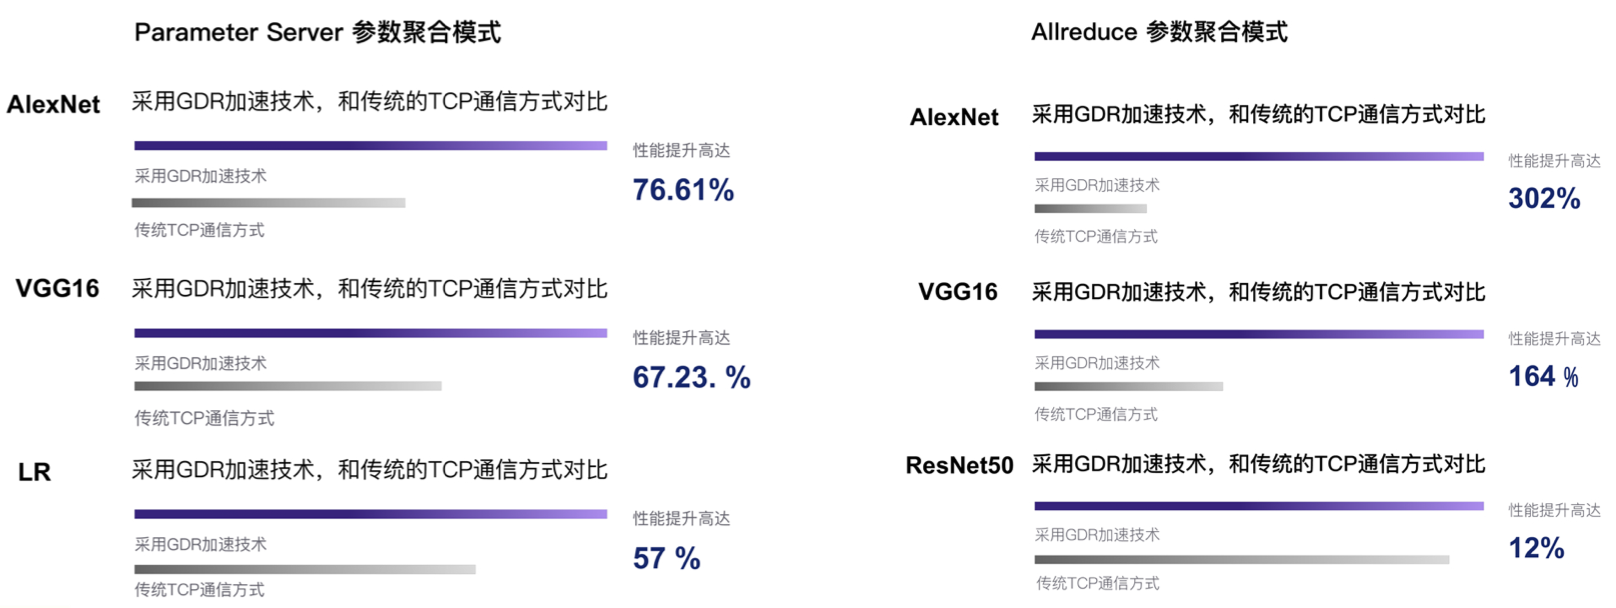 Parameter Server 参数聚合模式
AlexNet
采用GDR加速技术，和传统的TCP通信方式对比
采用GDR加速技术
传统TCP通信方式
性能提升高达
76.61%
VGG16
采用GDR加速技术，和传统的TCP通信方式对比
采用GDR加速技术
传统TCP通信方式
性能提升高达
67.23. %
LR
采用GDR加速技术，和传统的TCP通信方式对比
采用GDR加速技术
传统TCP通信方式
性能提升高达
57 %
Allreduce 参数聚合模式
AlexNet
采用GDR加速技术，和传统的TCP通信方式对比
采用GDR加速技术
传统TCP通信方式
性能提升高达
302%
VGG16
采用GDR加速技术，和传统的TCP通信方式对比
采用GDR加速技术
传统TCP通信方式
性能提升高达
164 %
ResNet50
采用GDR加速技术，和传统的TCP通信方式对比
采用GDR加速技术
传统TCP通信方式
性能提升高达
12%